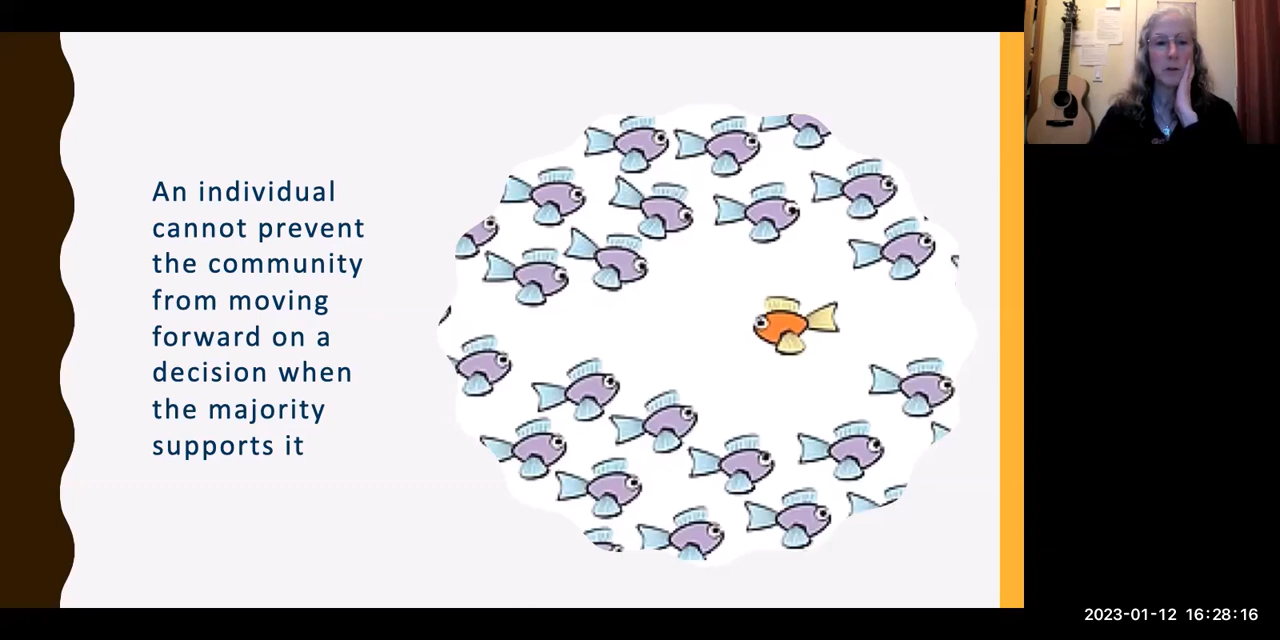 An individual
cannot prevent
the community
from moving
forward on a
decision when
the majority
supports it
2023-01-12 16:28:16